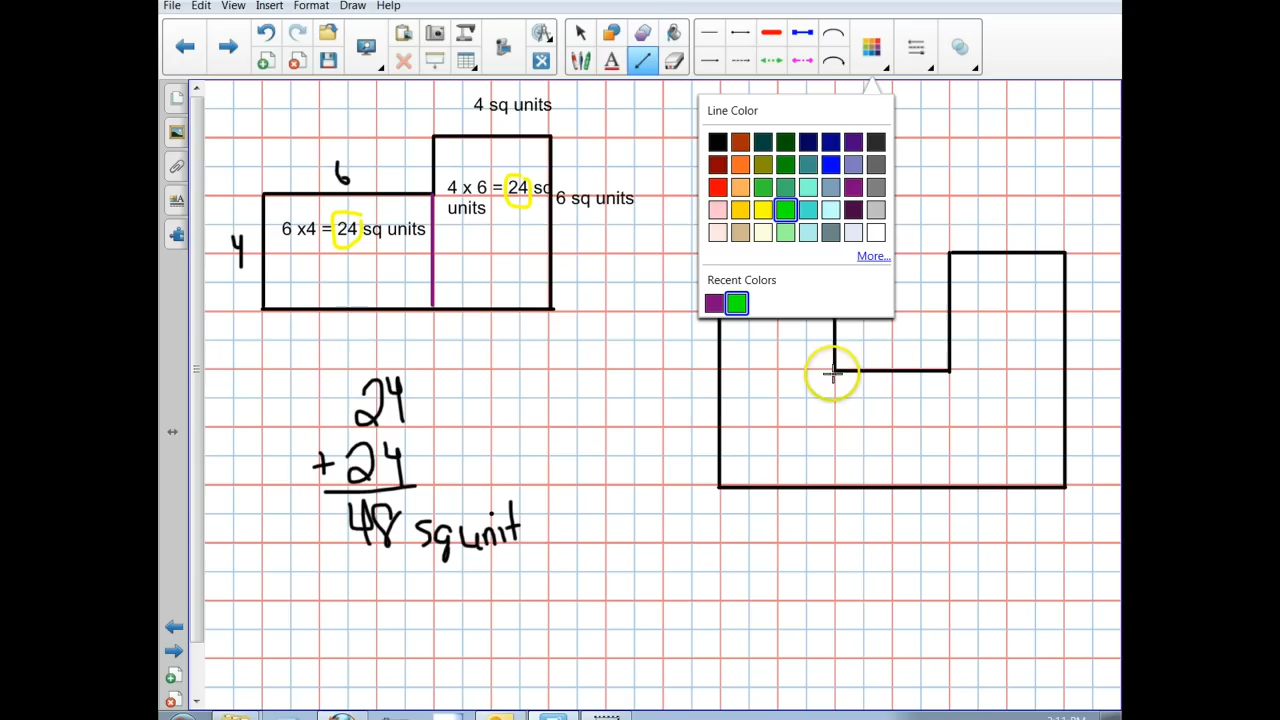 File Edit View Insert Format Draw Help
4 sq units
Line Color
6
4 x 6 = 24 sq
units
6 sq units
6 x4 = 24 sq units
4
More...
Recent Colors
24
+ 24
48 sq unit